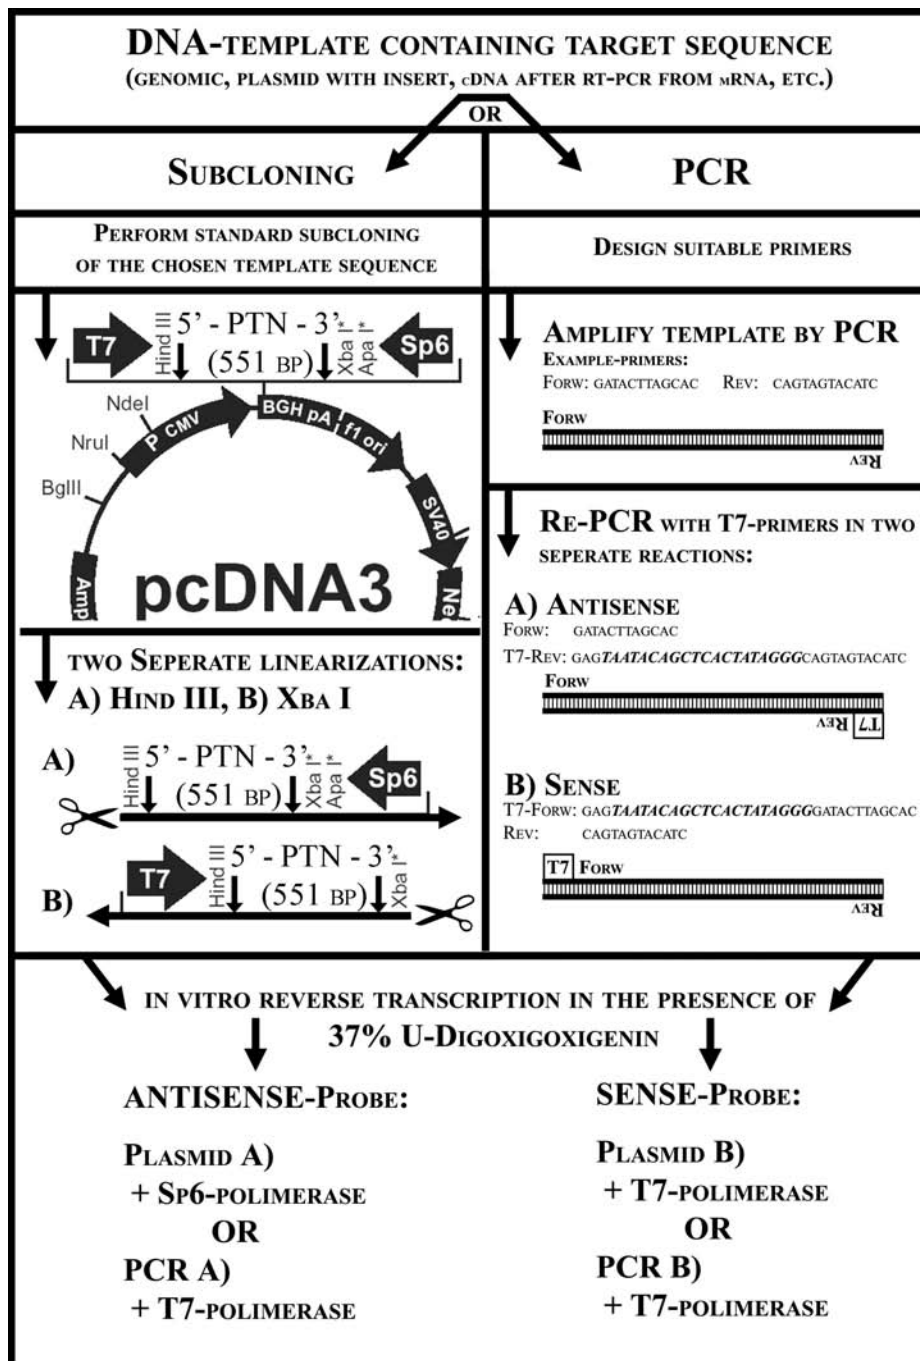 DNA-TEMPLATE CONTAINING TARGET SEQUENCE
(GENOMIC, PLASMID WITH INSERT, cDNA AFTER RT-PCR FROM mRNA, ETC.)
OR
SUBCLONING
PERFORM STANDARD SUBCLONING
OF THE CHOSEN TEMPLATE SEQUENCE
T7
Hind III
5' - PTN - 3'
(551 BP)
Xba I*
Apa I*
Sp6
NdeI
NruI
BglII
P CMV
BGH pA
f1 ori
SV40
Ne
Amp
pcDNA3
TWO SEPERATE LINEARIZATIONS:
A) HIND III, B) XBA I
A)
Hind III
5' - PTN - 3'
(551 BP)
Xba I*
Apa I*
Sp6
B)
T7
Hind III
5' - PTN - 3'
(551 BP)
Xba I*
PCR
DESIGN SUITABLE PRIMERS
AMPLIFY TEMPLATE BY PCR
EXAMPLE-PRIMERS:
FORW: GATACTTAGCAC REV: CAGTAGTACATC
FORW
REV
RE-PCR WITH T7-PRIMERS IN TWO
SEPERATE REACTIONS:
A) ANTISENSE
FORW: GATACTTAGCAC
T7-REV: GAGTAATACAGCTCACTATAGGGCAGTAGTACATC
FORW
REV T7
B) SENSE
T7-FORW: GAGTAATACAGCTCACTATAGGGGATACTTAGCAC
REV: CAGTAGTACATC
T7 FORW
REV
IN VITRO REVERSE TRANSCRIPTION IN THE PRESENCE OF
37% U-DIGOXIGOXIGENIN
ANTISENSE-PROBE:
PLASMID A)
+ SP6-POLIMERASE
OR
PCR A)
+ T7-POLIMERASE
SENSE-PROBE:
PLASMID B)
+ T7-POLIMERASE
OR
PCR B)
+ T7-POLIMERASE